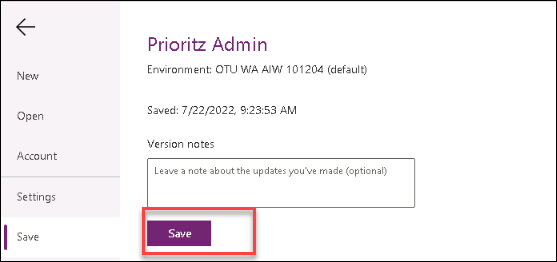 Prioritz Admin
Environment: OTU WA AIW 101204 (default)
New
Saved: 7/22/2022, 9:23:53 AM
Open
Version notes
Account
Leave a note about the updates you've made (optional)
Settings
Save
Save